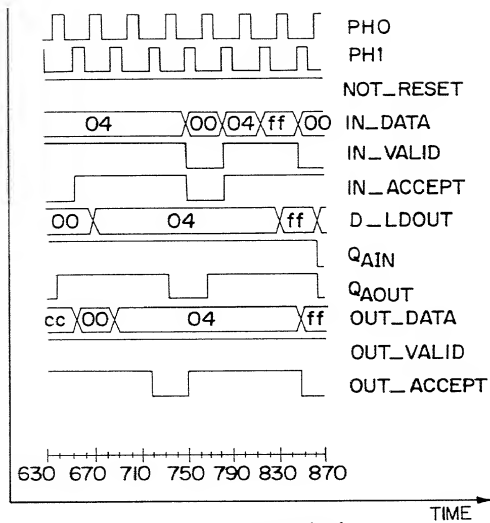 PH0
PH1
NOT_RESET
04 00 04 ff 00 IN_DATA
IN_VALID
IN_ACCEPT
00 04 ff D_LDOUT
QAIN
QAOUT
cc 00 04 ff OUT_DATA
OUT_VALID
OUT_ACCEPT
630 670 710 750 790 830 870
TIME